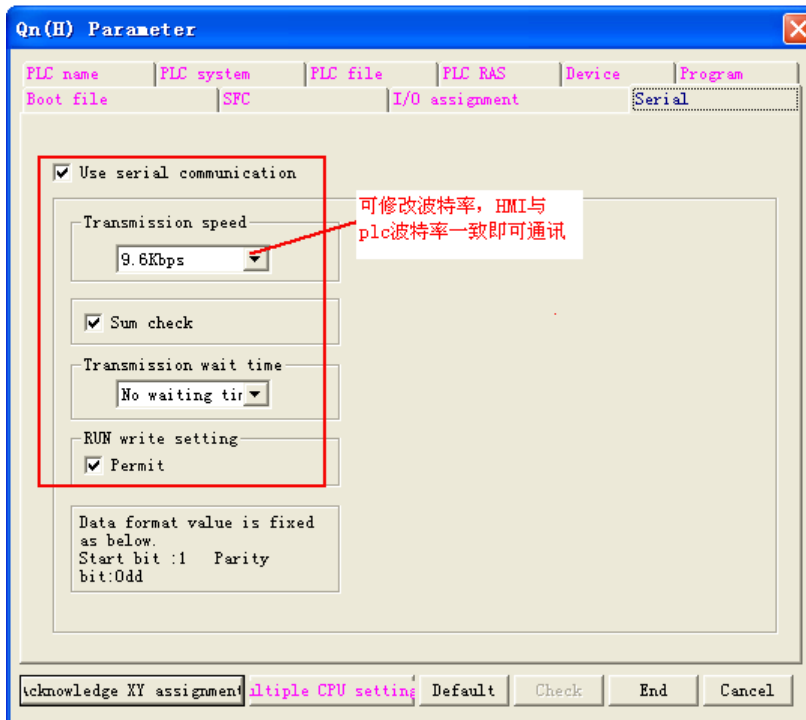 Qn(H) Parameter
PLC name PLC system PLC file PLC RAS Device Program
Boot file SFC I/O assignment Serial
Use serial communication
可修改波特率，HMI与
plc波特率一致即可通讯
Transmission speed
9.6Kbps
Sum check
Transmission wait time
No waiting tir
RUN write setting
Permit
Data format value is fixed
as below.
Start bit :1 Parity
bit:Odd
cknowledge XY assignment ltiple CPU setting Default Check End Cancel